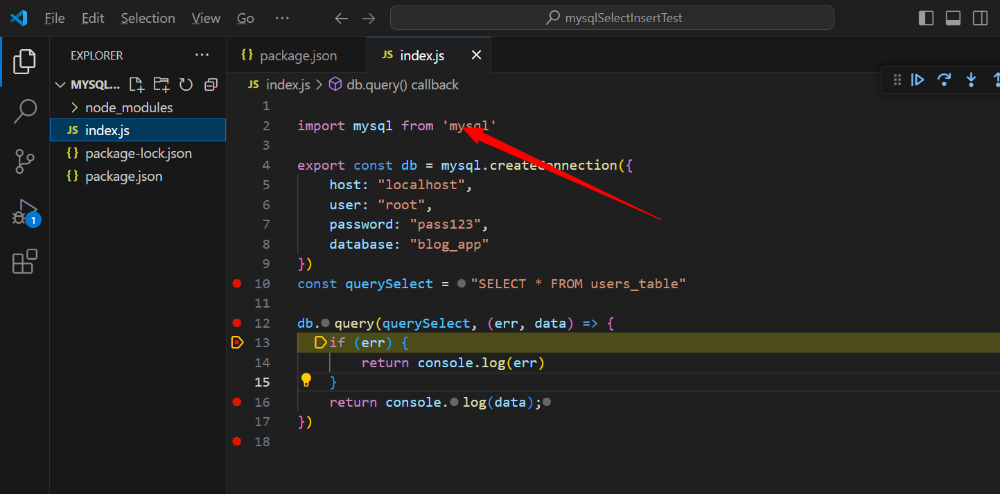 File Edit Selection View Go ··· mysqlSelectInsertTest
EXPLORER ···
MYSQL...
node_modules
JS index.js
{} package-lock.json
{} package.json
1
{} package.json JS index.js
JS index.js > db.query() callback
1
2 import mysql from 'mysql'
3
4 export const db = mysql.createConnection({
5 host: "localhost",
6 user: "root",
7 password: "pass123",
8 database: "blog_app"
9 })
10 const querySelect = "SELECT * FROM users_table"
11
12 db.query(querySelect, (err, data) => {
13 if (err) {
14 return console.log(err)
15 }
16 return console.log(data);
17 })
18